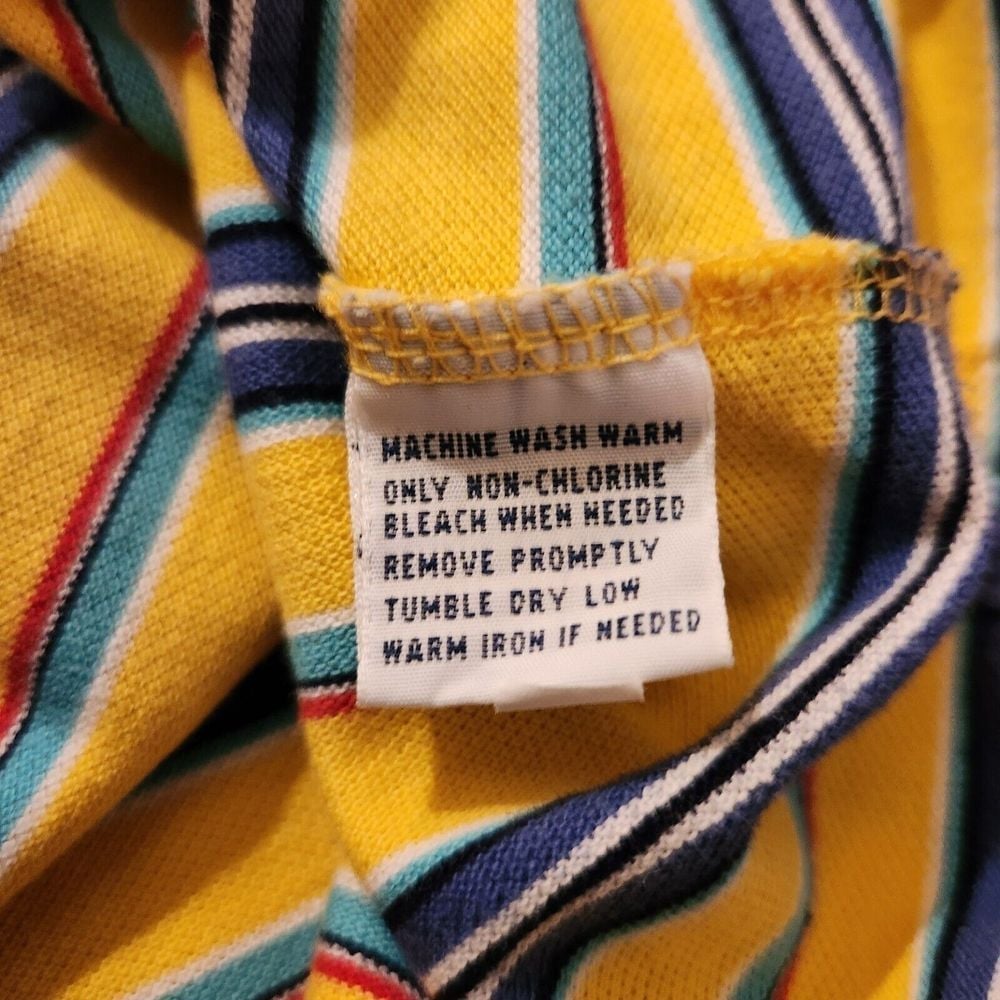 MACHINE WASH WARM
ONLY NON-CHLORINE
BLEACH WHEN NEEDED
REMOVE PROMPTLY
TUMBLE DRY LOW
WARM IRON IF NEEDED